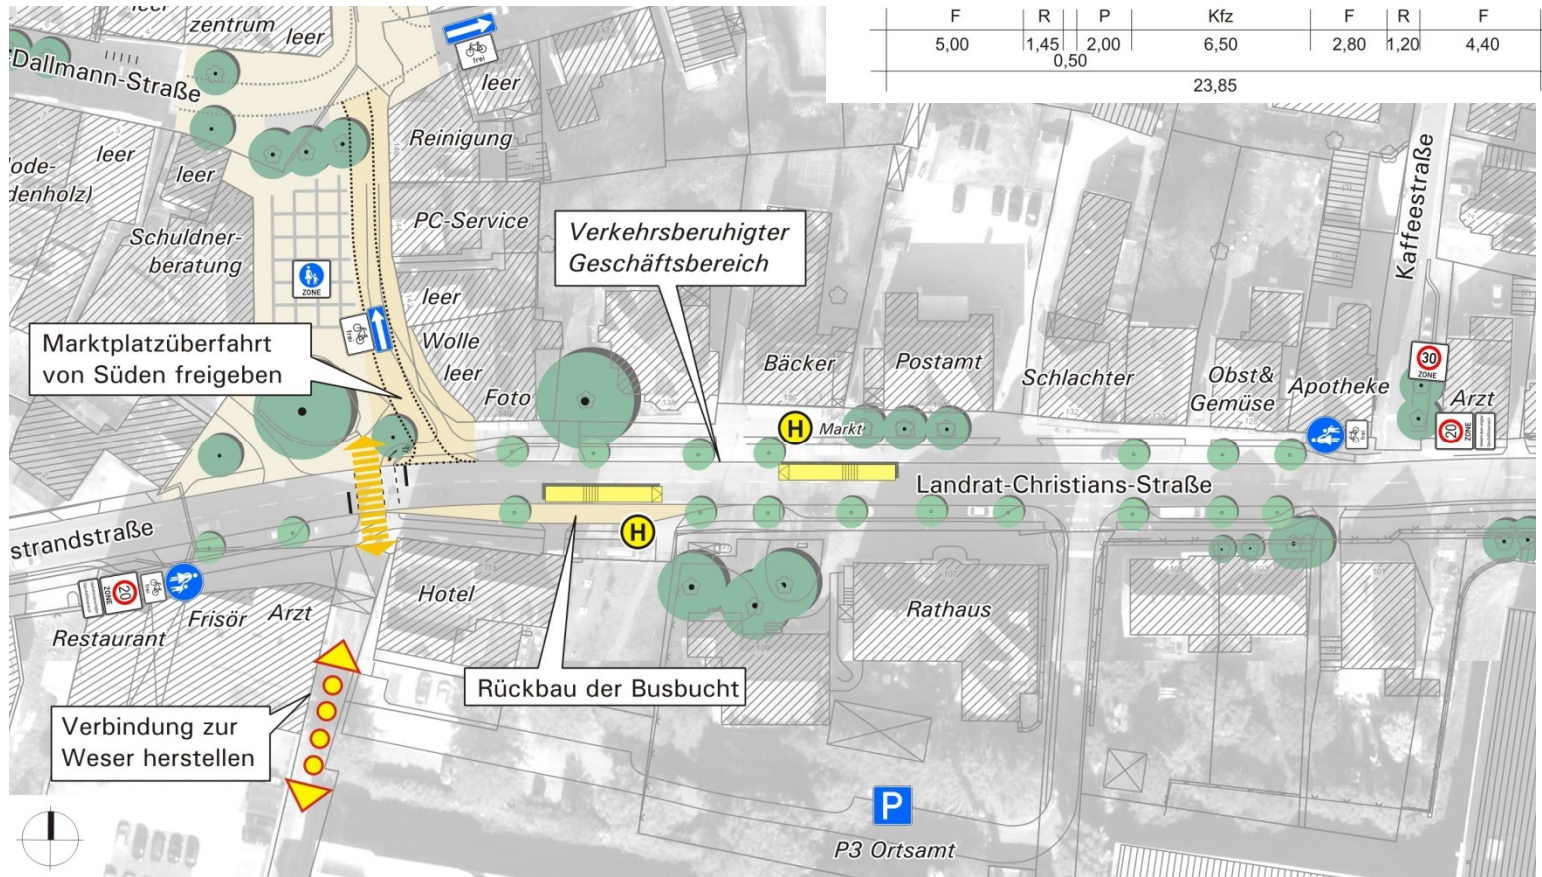 F R P Kfz F R F
5,00 1,45 2,00 6,50 2,80 1,20 4,40
0,50
23,85
leer
zentrum leer
Dallmann-Straße
frei
leer
leer
leer
ode-
denholz)
Reinigung
PC-Service
Schuldner-
beratung
ZONE
leer
Wolle
leer
frei
Foto
Marktplatzüberfahrt
von Süden freigeben
Verkehrsberuhigter
Geschäftsbereich
Bäcker
Postamt
Schlachter
Obst&
Gemüse
Apotheke
Arzt
Kaffeestraße
30
ZONE
20
ZONE
H Markt
Landrat-Christians-Straße
H
strandstraße
20
ZONE
frei
Restaurant
Frisör
Arzt
Hotel
Rathaus
Rückbau der Busbucht
Verbindung zur
Weser herstellen
P
P3 Ortsamt